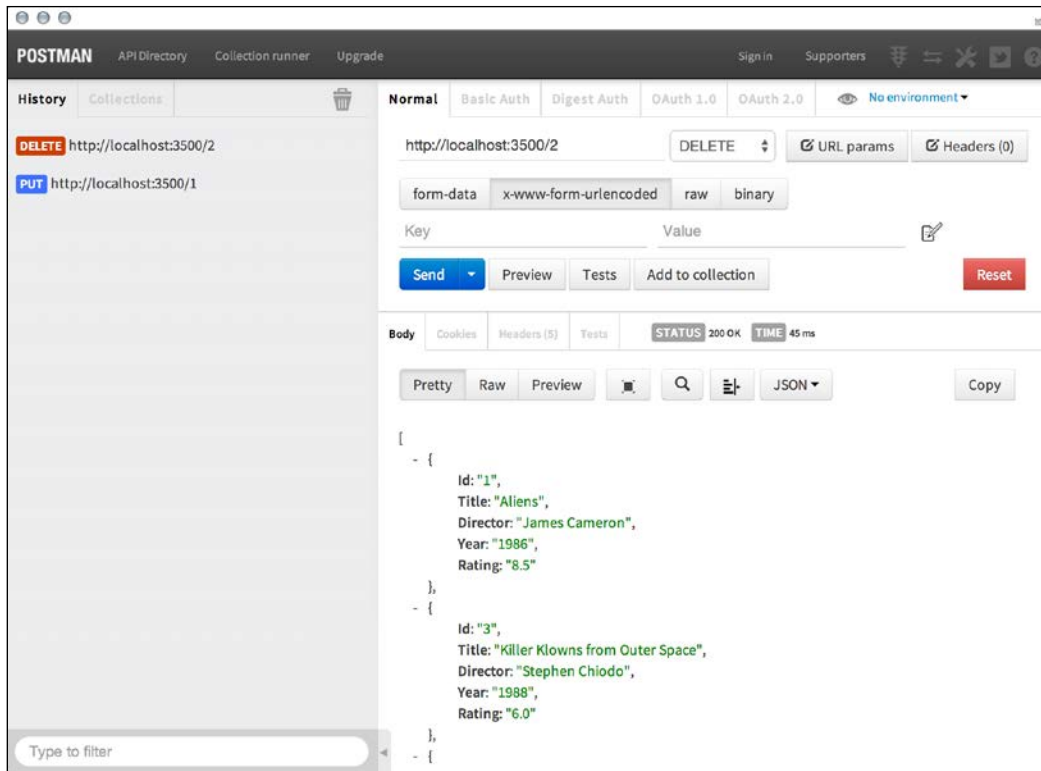 POSTMAN API Directory Collection runner Upgrade Sign in Supporters
History Collections
DELETE http://localhost:3500/2
PUT http://localhost:3500/1
Type to filter
Normal Basic Auth Digest Auth OAuth 1.0 OAuth 2.0 No environment
http://localhost:3500/2 DELETE URL params Headers (0)
form-data x-www-form-urlencoded raw binary
Key Value
Send Preview Tests Add to collection Reset
Body Cookies Headers (5) Tests STATUS 200 OK TIME 45 ms
Pretty Raw Preview JSON Copy
[
- {
Id: "1",
Title: "Aliens",
Director: "James Cameron",
Year: "1986",
Rating: "8.5"
},
- {
Id: "3",
Title: "Killer Klowns from Outer Space",
Director: "Stephen Chiodo",
Year: "1988",
Rating: "6.0"
},
- {